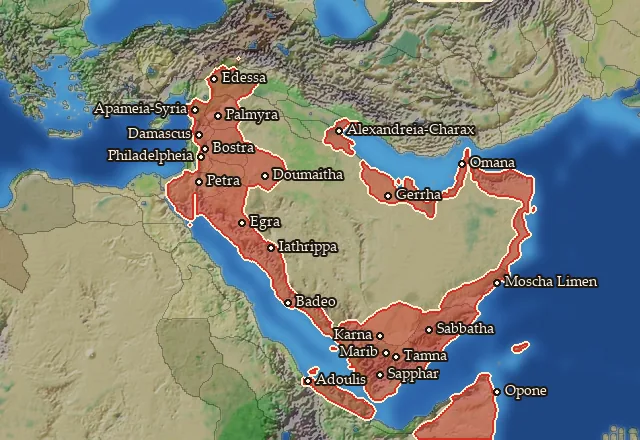 Edessa
Apameia-Syria
Palmyra
Alexandreia-Charax
Damascus
Bostra
Philadelpheia
Omana
Petra
Doumaitha
Gerrha
Egra
Iathrippa
Moscha Limen
Badeo
Karna
Sabbatha
Marib
Tamna
Adoulis
Sapphar
Opone